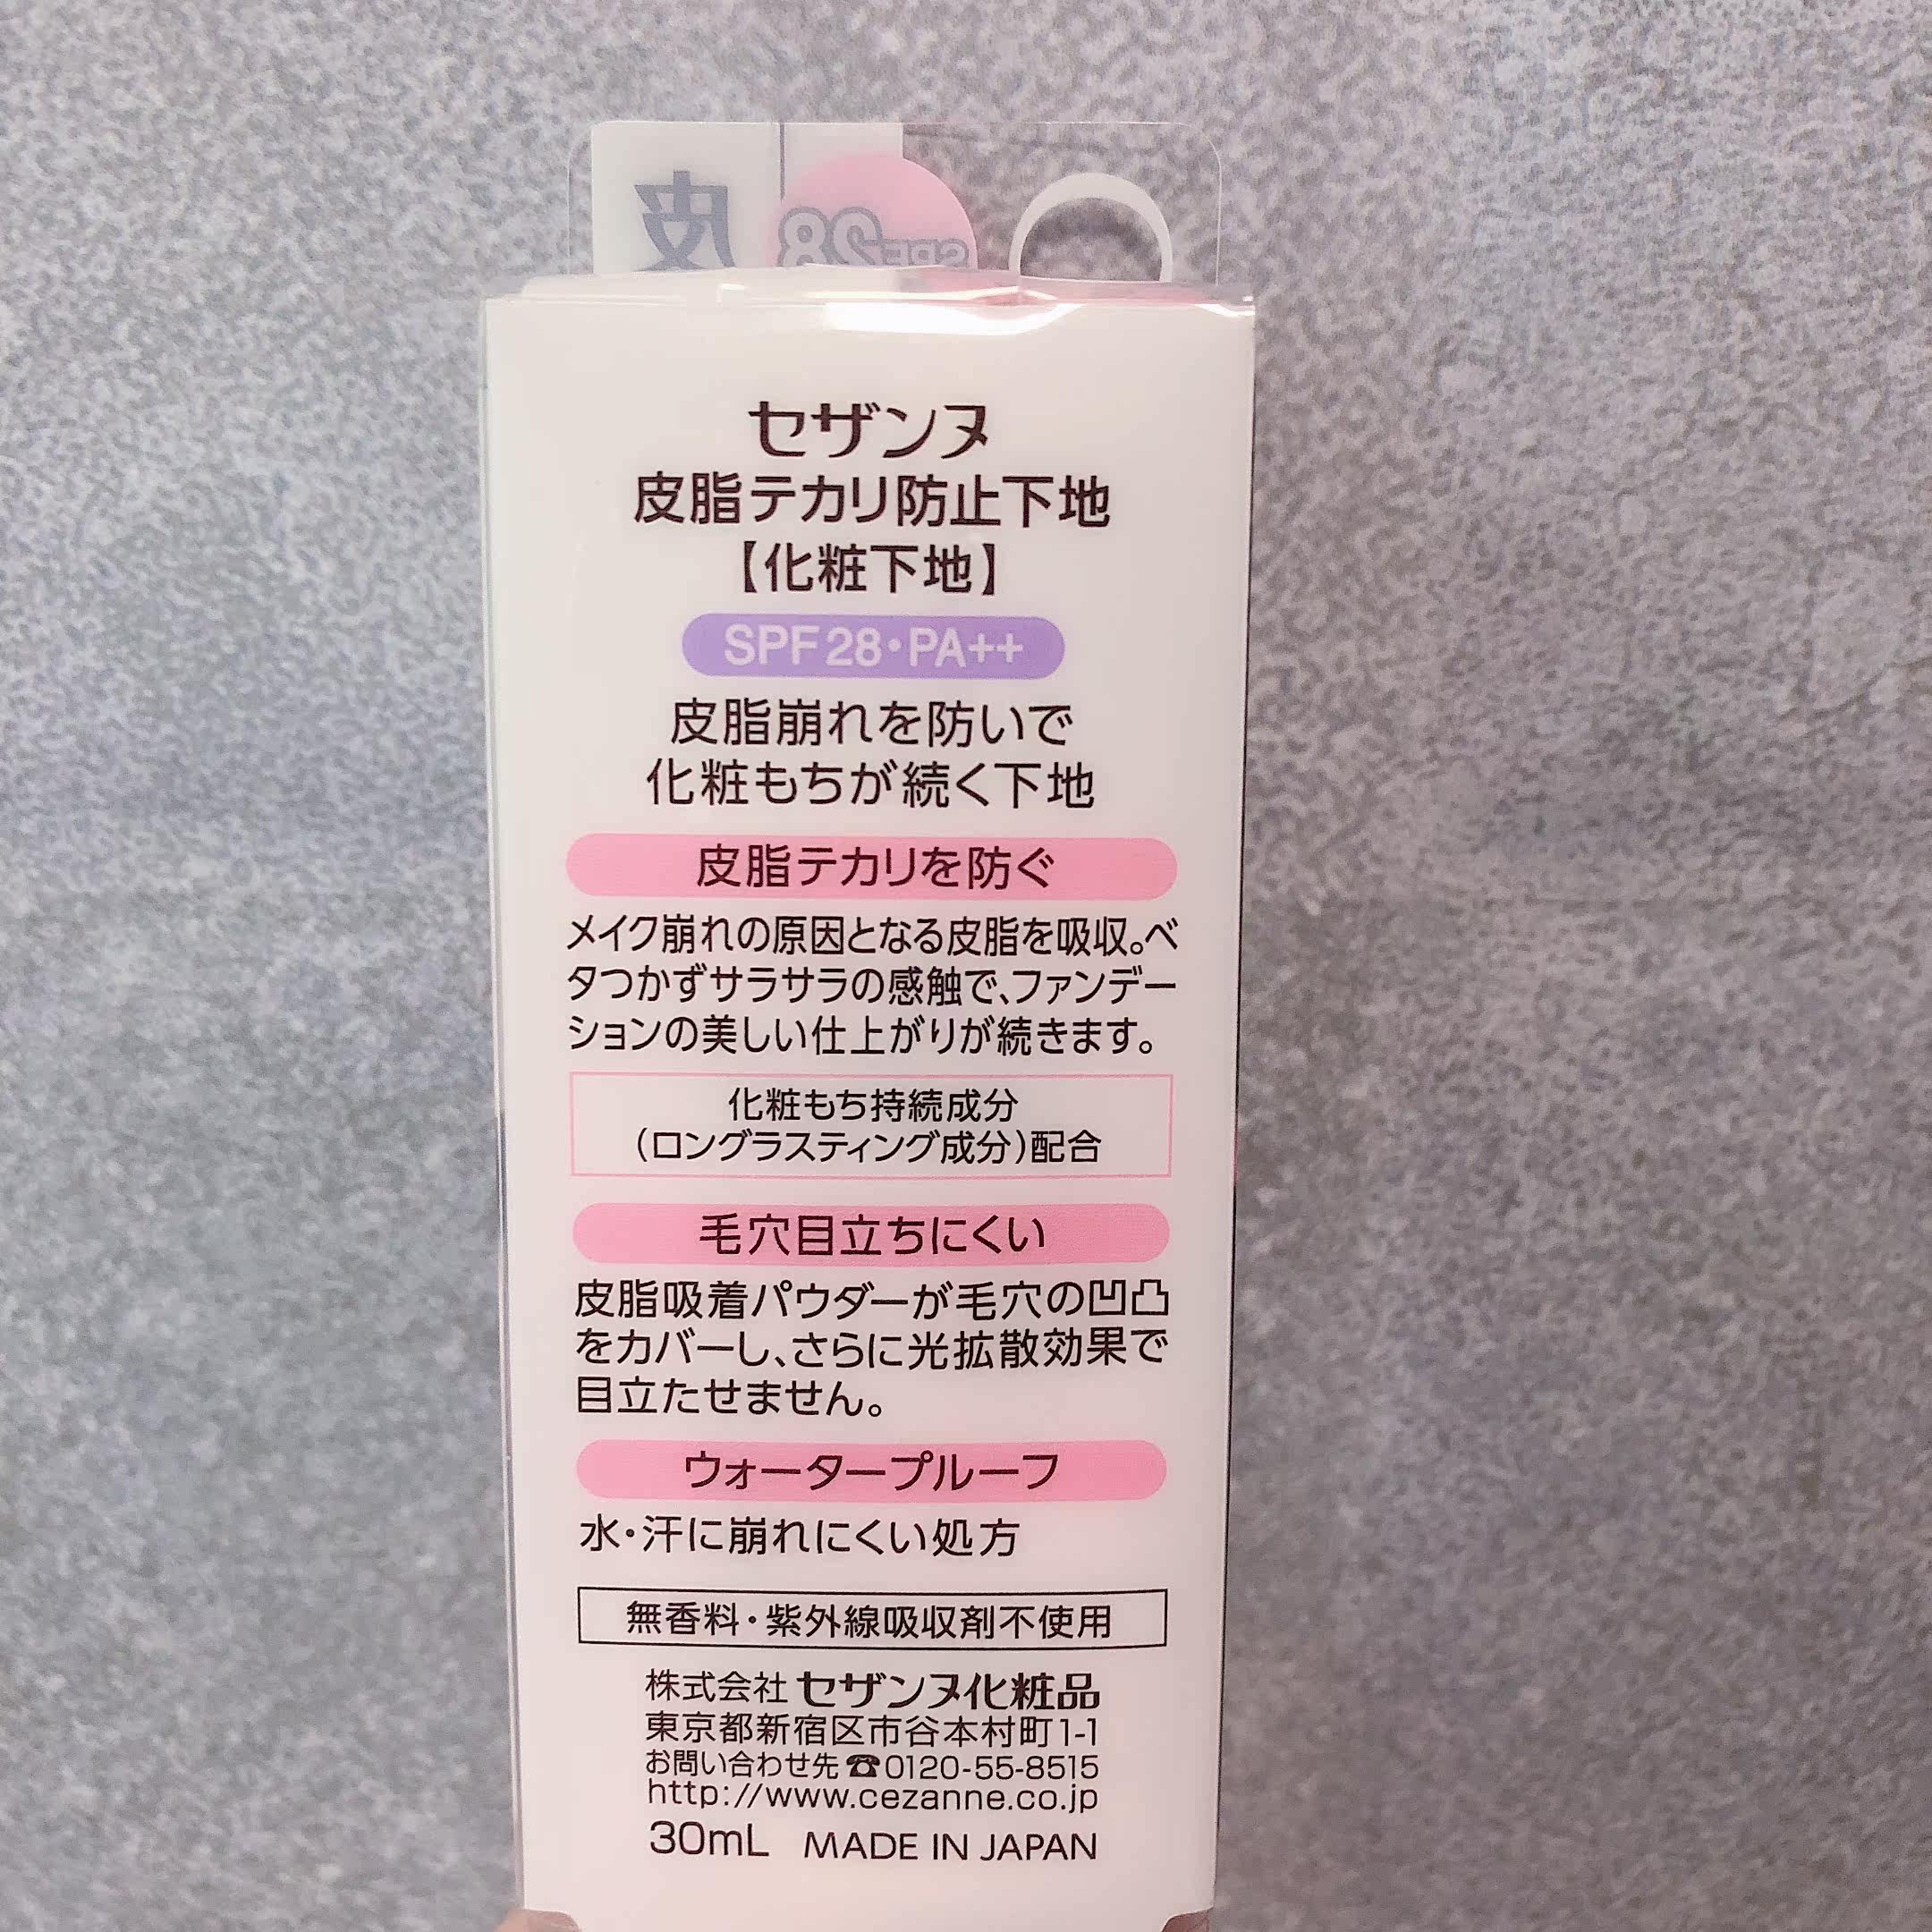 皮
SPF28
セザンヌ
皮脂テカリ防止下地
【化粧下地】
SPF28・PA++
皮脂崩れを防いで
化粧もちが続く下地
皮脂テカリを防ぐ
メイク崩れの原因となる皮脂を吸収。ベ
タつかずサラサラの感触で、ファンデー
ションの美しい仕上がりが続きます。
化粧もち持続成分
（ロングラスティング成分）配合
毛穴目立ちにくい
皮脂吸着パウダーが毛穴の凹凸
をカバーし、さらに光拡散効果で
目立たせません。
ウォータープルーフ
水・汗に崩れにくい処方
無香料・紫外線吸収剤不使用
株式会社 セザンヌ化粧品
東京都新宿区市谷本村町1-1
お問い合わせ先☎0120-55-8515
http://www.cezanne.co.jp
30mL MADE IN JAPAN